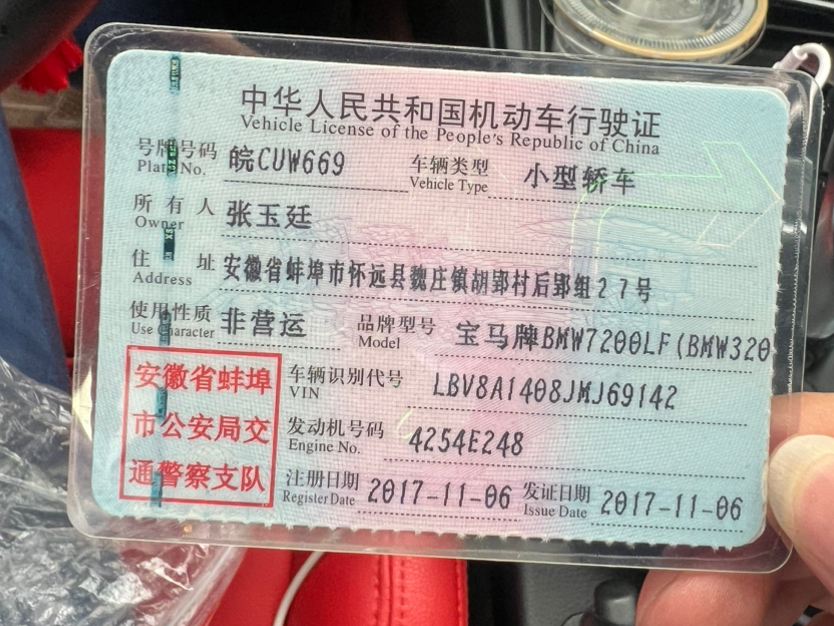 中华人民共和国机动车行驶证
Vehicle License of the People's Republic of China
号牌号码 皖CUW669 车辆类型 小型轿车
Plate No. Vehicle Type
所有人 张玉廷
Owner
住址 安徽省蚌埠市怀远县魏庄镇胡郢村后郢组27号
Address
使用性质 非营运 品牌型号 宝马牌BMW7200LF(BMW320
Use Character Model
安徽省蚌埠 车辆识别代号 LBV8A1408JMJ69142
VIN
市公安局交 发动机号码 4254E248
Engine No.
通警察支队 注册日期 2017-11-06 发证日期 2017-11-06
Register Date Issue Date